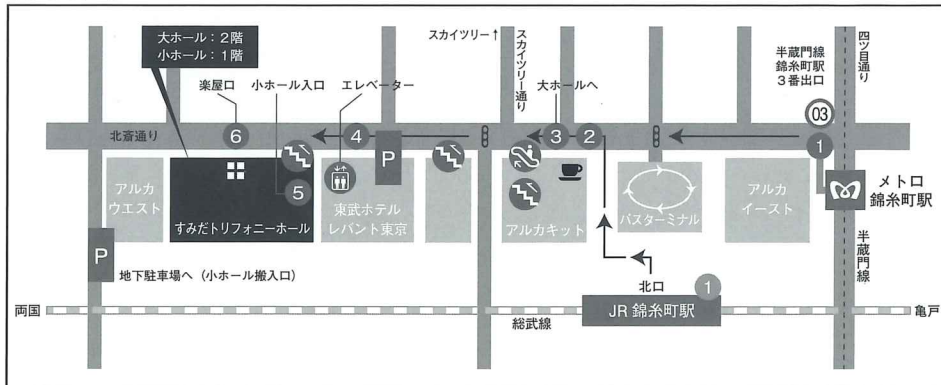 大ホール：2階
小ホール：1階
スカイツリー↑
スカイツリー通り
半蔵門線
錦糸町駅
3番出口
四ツ目通り
楽屋口
小ホール入口
エレベーター
大ホールへ
03
北斎通り
6
4
P
3
2
1
アルカ
ウエスト
5
すみだトリフォニーホール
東武ホテル
レバント東京
アルカキット
バスターミナル
アルカ
イースト
メトロ
錦糸町駅
P
地下駐車場へ（小ホール搬入口）
北口
1
半蔵門線
両国
総武線
JR 錦糸町駅
亀戸